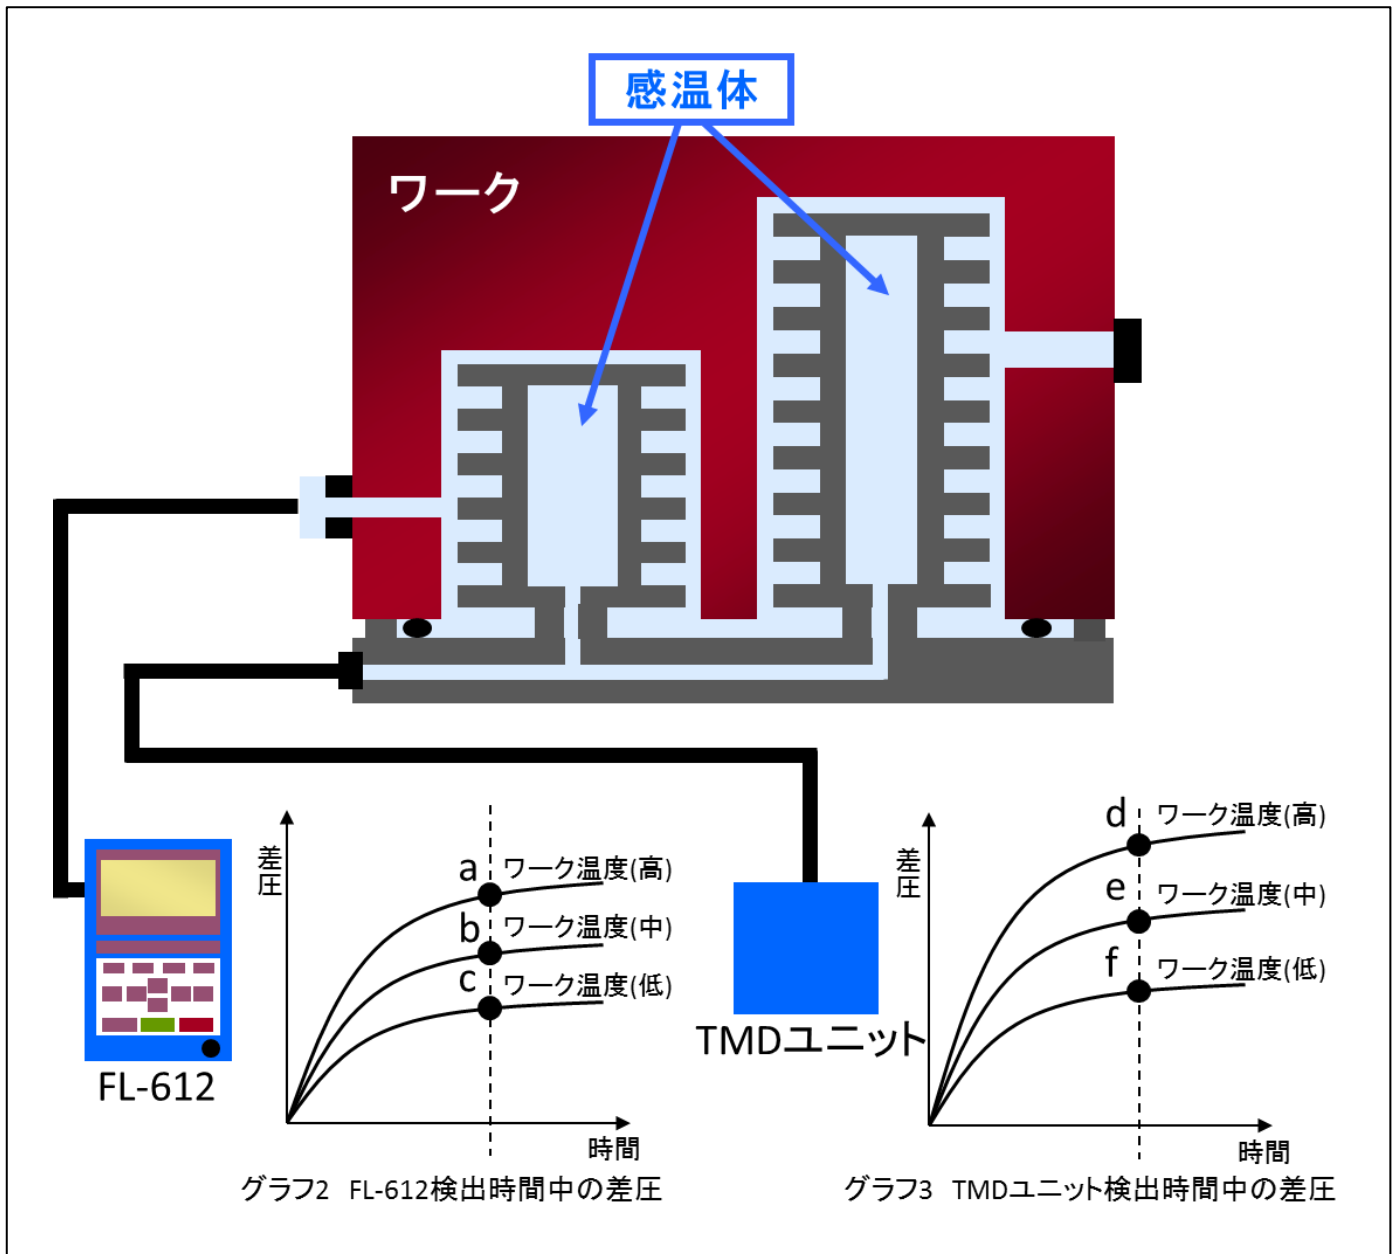 感温体
ワーク
差圧
a ワーク温度(高)
b ワーク温度(中)
c ワーク温度(低)
時間
FL-612
グラフ2 FL-612検出時間中の差圧
TMDユニット
差圧
d ワーク温度(高)
e ワーク温度(中)
f ワーク温度(低)
時間
グラフ3 TMDユニット検出時間中の差圧